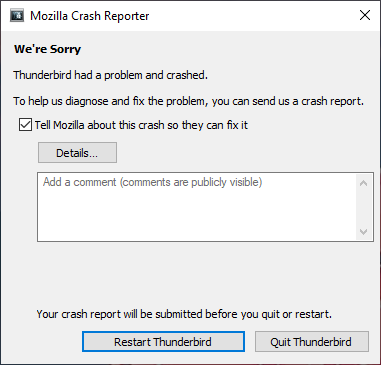 Mozilla Crash Reporter
We're Sorry
Thunderbird had a problem and crashed.
To help us diagnose and fix the problem, you can send us a crash report.
Tell Mozilla about this crash so they can fix it
Details...
Add a comment (comments are publicly visible)
Your crash report will be submitted before you quit or restart.
Restart Thunderbird
Quit Thunderbird